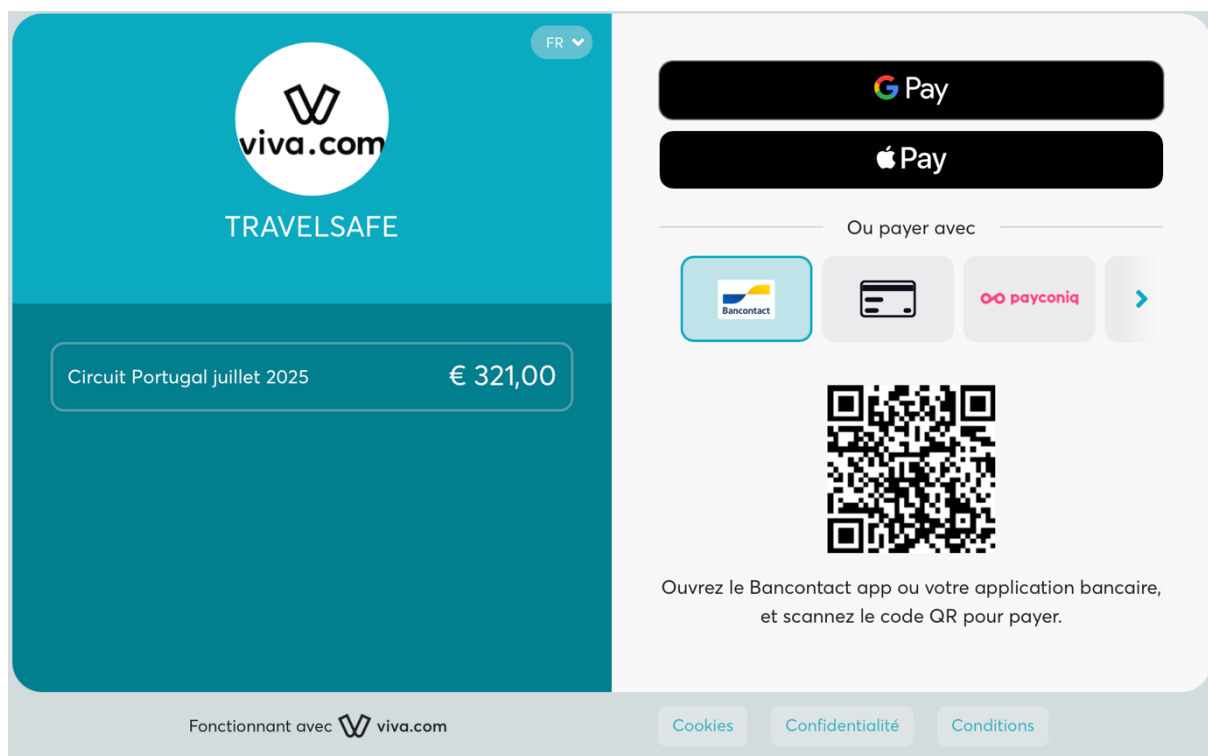 FR
viva.com
TRAVELSAFE
Circuit Portugal juillet 2025 € 321,00
G Pay
Pay
Ou payer avec
Bancontact
payconiq
Ouvrez le Bancontact app ou votre application bancaire,
et scannez le code QR pour payer.
Fonctionnant avec viva.com
Cookies Confidentialité Conditions